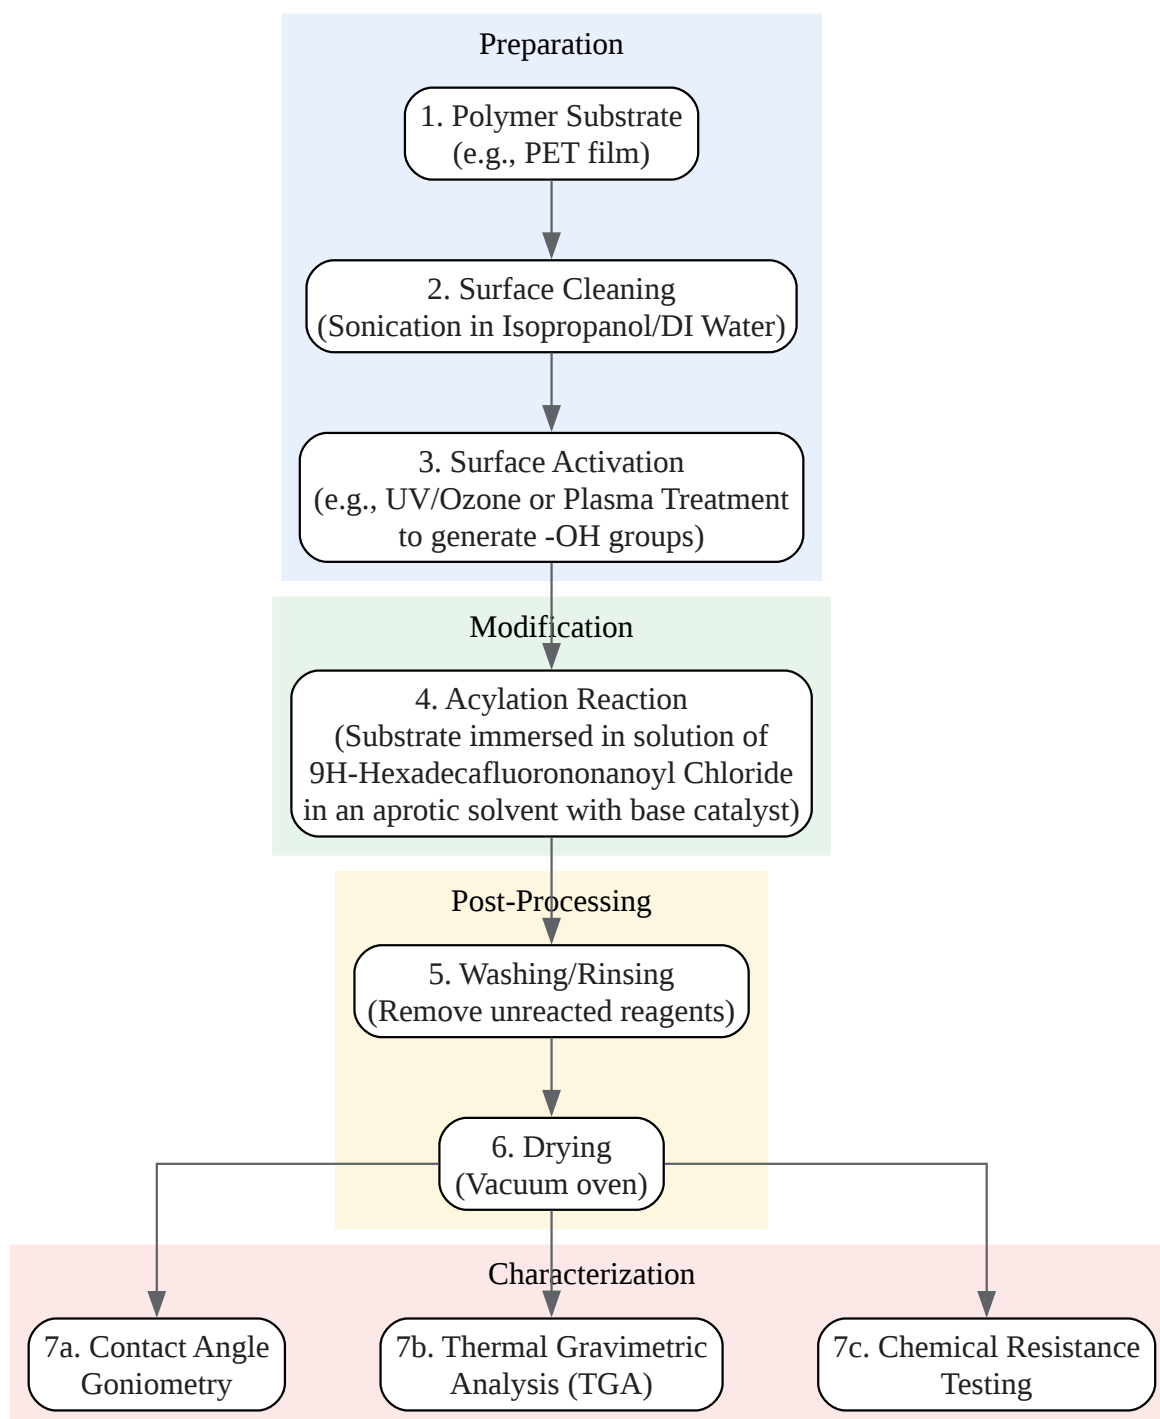 Preparation
1. Polymer Substrate
(e.g., PET film)
2. Surface Cleaning
(Sonication in Isopropanol/DI Water)
3. Surface Activation
(e.g., UV/Ozone or Plasma Treatment
to generate -OH groups)
Modification
4. Acylation Reaction
(Substrate immersed in solution of
9H-Hexadecafluorononanoyl Chloride
in an aprotic solvent with base catalyst)
Post-Processing
5. Washing/Rinsing
(Remove unreacted reagents)
6. Drying
(Vacuum oven)
Characterization
7a. Contact Angle
Goniometry
7b. Thermal Gravimetric
Analysis (TGA)
7c. Chemical Resistance
Testing